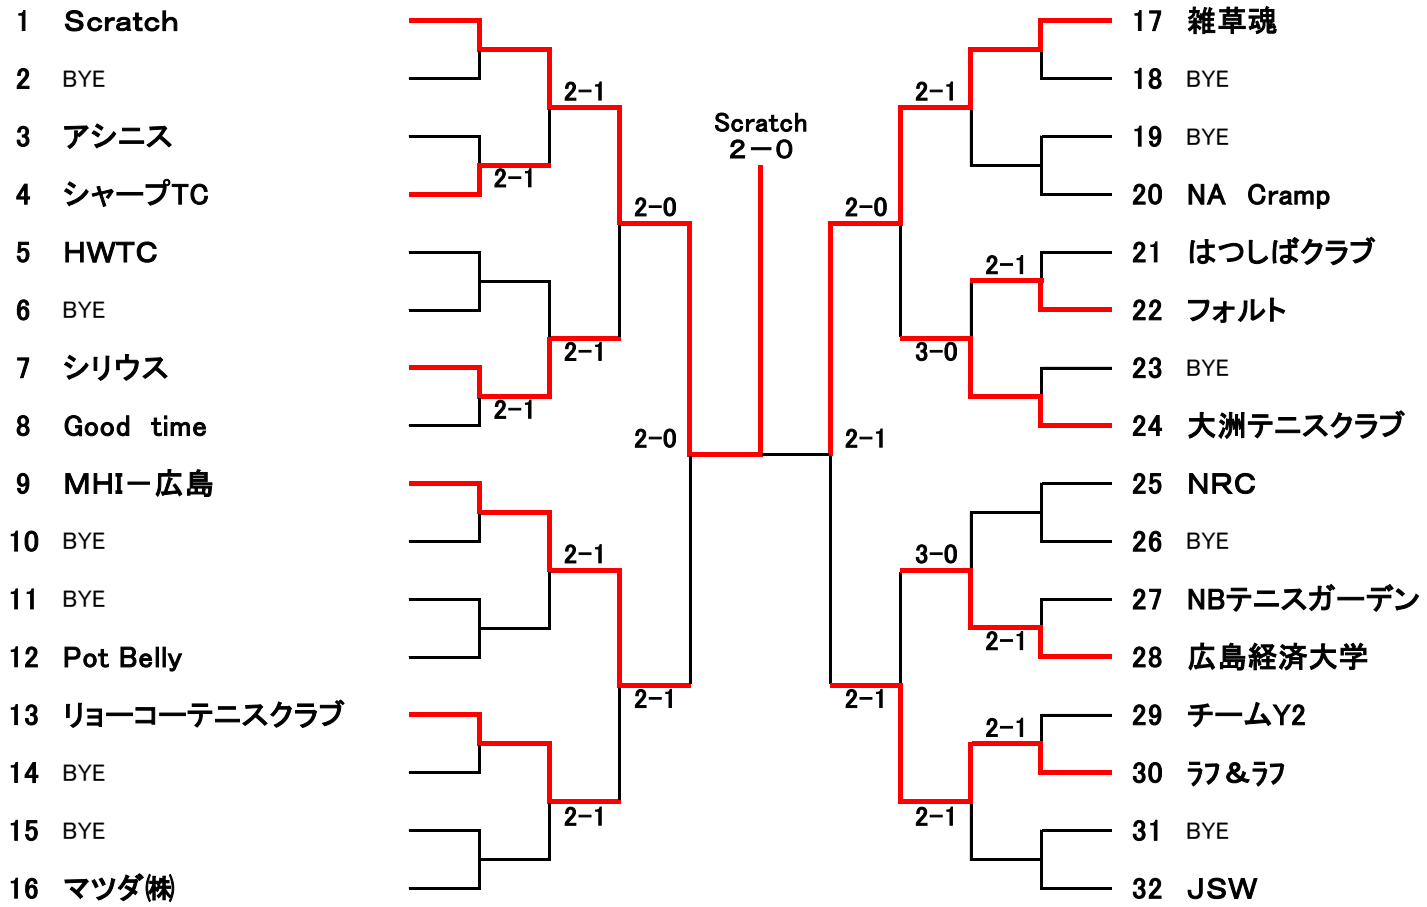 1 Scratch
2 BYE
3 アシニス
4 シャープTC
5 HWTC
6 BYE
7 シリウス
8 Good time
9 MHI－広島
10 BYE
11 BYE
12 Pot Belly
13 リョーコーテニスクラブ
14 BYE
15 BYE
16 マツダ㈱
2-1
2-1
2-0
2-1
2-1
2-0
2-1
2-1
2-1
Scratch
2－0
2-1
2-0
2-1
3-0
2-1
3-0
2-1
2-1
2-1
2-1
17 雑草魂
18 BYE
19 BYE
20 NA Cramp
21 はつしばクラブ
22 フォルト
23 BYE
24 大洲テニスクラブ
25 NRC
26 BYE
27 NBテニスガーデン
28 広島経済大学
29 チームY2
30 ﾗﾌ&ﾗﾌ
31 BYE
32 JSW